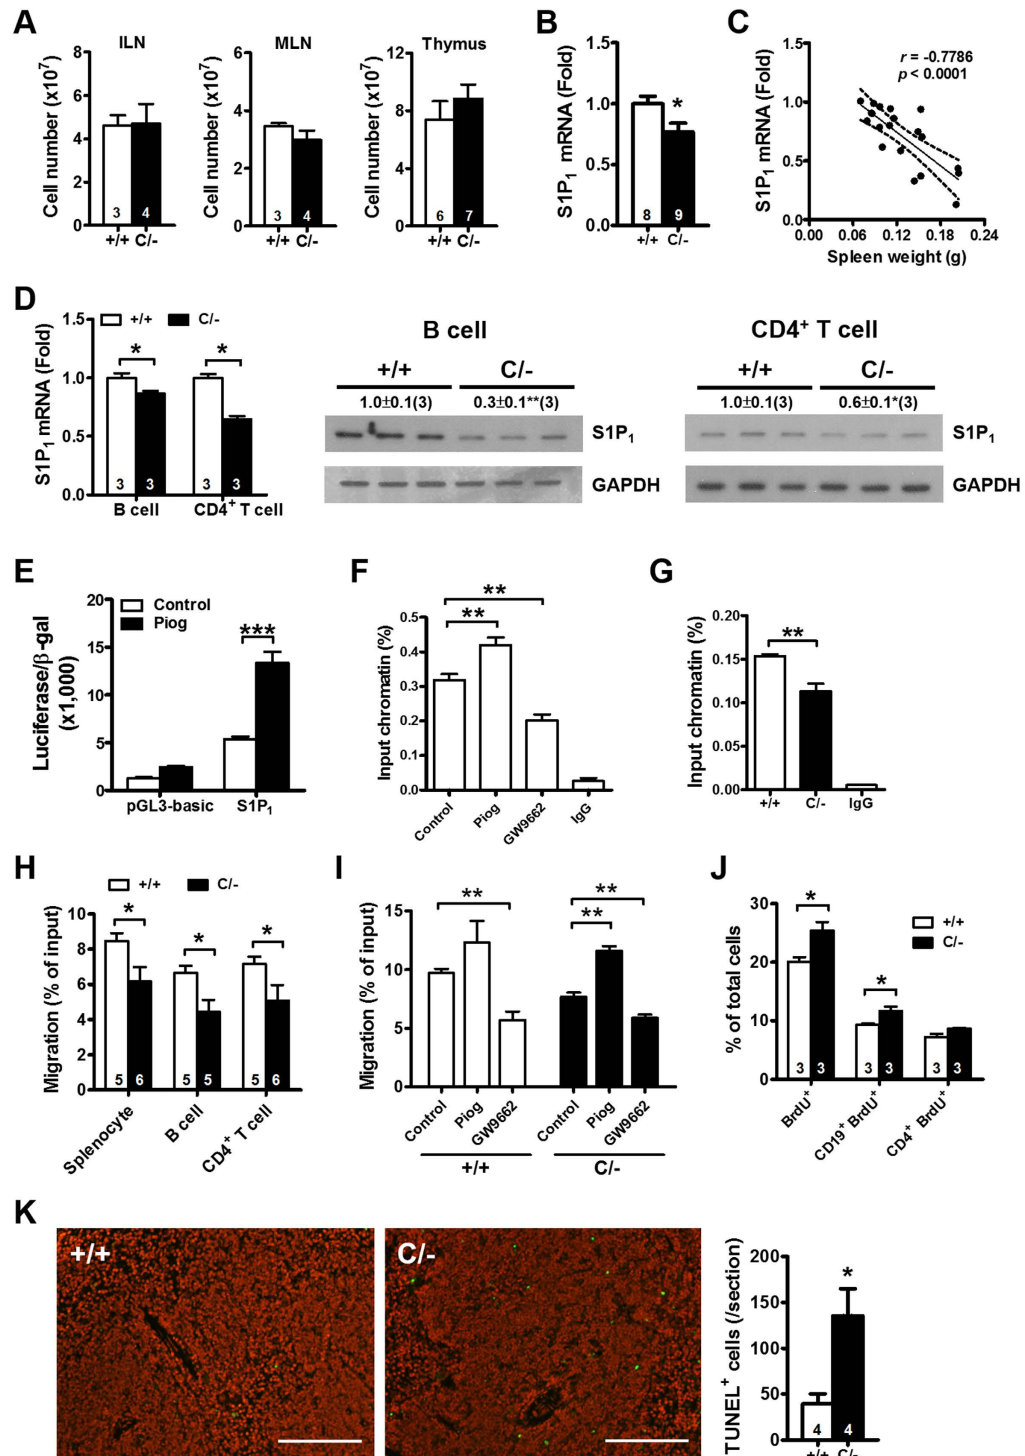 A
ILN
MLN
Thymus
Cell number (x10⁷)
8
6
4
2
0
3
4
+/+ C/-
Cell number (x10⁷)
6
4
2
0
3
4
+/+ C/-
Cell number (x10⁷)
12
8
4
0
6
7
+/+ C/-
B
S1P₁ mRNA (Fold)
1.5
1.0
0.5
0.0
*
8
9
+/+ C/-
C
S1P₁ mRNA (Fold)
1.5
1.0
0.5
0.0
r = -0.7786
p < 0.0001
0.00 0.06 0.12 0.18 0.24
Spleen weight (g)
D
+/+ C/-
S1P₁ mRNA (Fold)
1.5
1.0
0.5
0.0
* *
3 3 3 3
B cell CD4⁺ T cell
B cell
+/+ C/-
1.0±0.1(3) 0.3±0.1**(3)
S1P₁
GAPDH
CD4⁺ T cell
+/+ C/-
1.0±0.1(3) 0.6±0.1*(3)
S1P₁
GAPDH
E
Luciferase/β-gal
(x1,000)
20
15
10
5
0
Control
Piog
***
pGL3-basic S1P₁
F
Input chromatin (%)
0.5
0.4
0.3
0.2
0.1
0.0
**
**
Control Piog GW9662 IgG
G
Input chromatin (%)
0.20
0.15
0.10
0.05
0.00
**
+/+ C/- IgG
H
+/+ C/-
Migration (% of input)
10
8
6
4
2
0
* * *
5 6 5 5 5 6
Splenocyte B cell CD4⁺ T cell
I
Migration (% of input)
15
10
5
0
** **
**
Control Piog GW9662 Control Piog GW9662
+/+ C/-
J
% of total cells
30
20
10
0
+/+
C/-
*
*
3 3 3 3 3 3
BrdU⁺ CD19⁺ BrdU⁺ CD4⁺ BrdU⁺
K
+/+
C/-
TUNEL⁺ cells (/section)
200
150
100
50
0
*
4 4
+/+ C/-